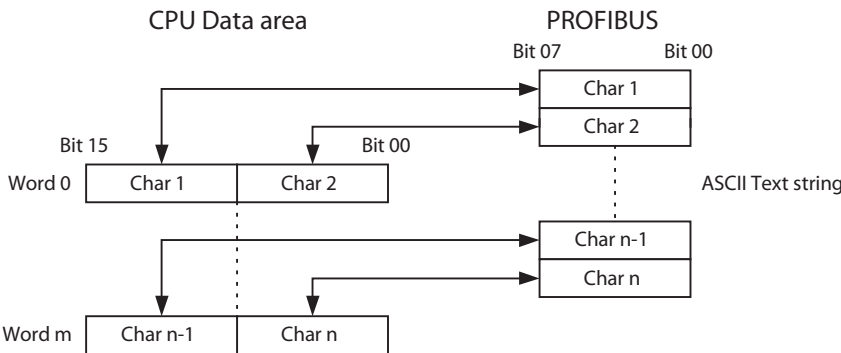 CPU Data area PROFIBUS
Bit 07 Bit 00
Char 1
Char 2
Bit 15 Bit 00
Word 0 Char 1 Char 2 ASCII Text string
Char n-1
Char n
Word m Char n-1 Char n